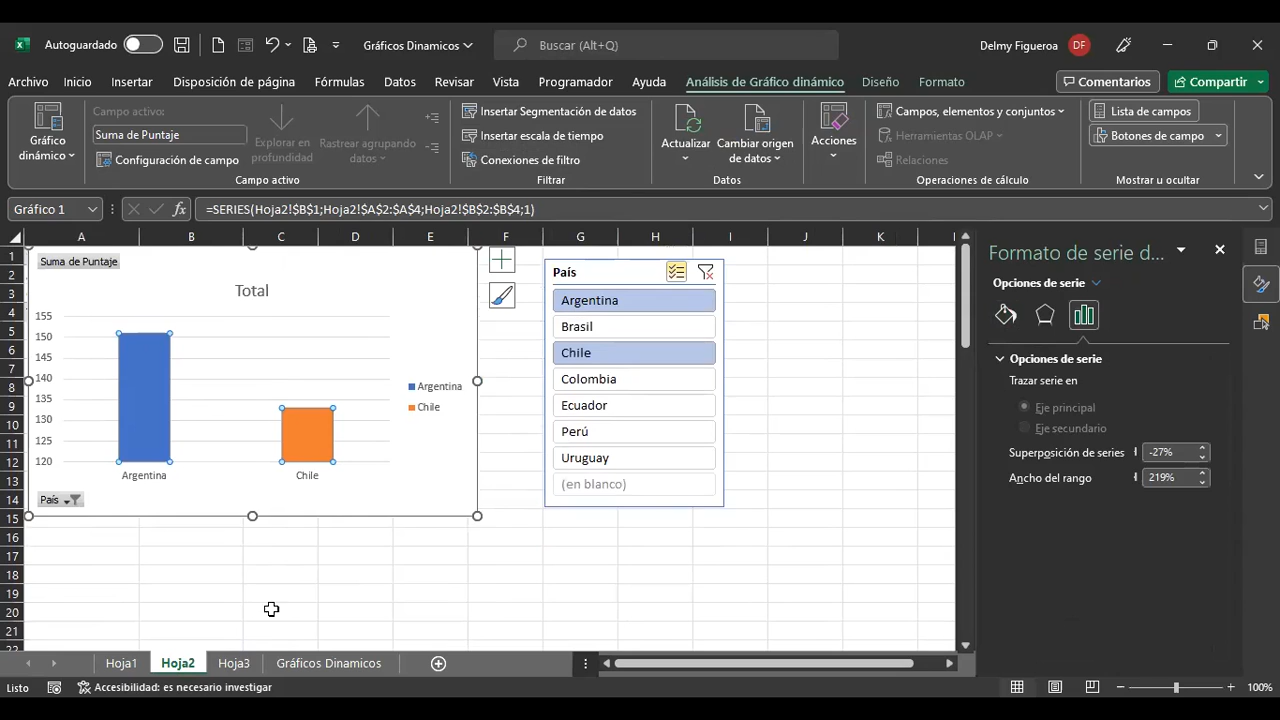 Autoguardado
Gráficos Dinamicos
Buscar (Alt+Q)
Delmy Figueroa
DF
Archivo Inicio Insertar Disposición de página Fórmulas Datos Revisar Vista Programador Ayuda Análisis de Gráfico dinámico Diseño Formato Comentarios Compartir
Gráfico dinámico
Campo activo:
Suma de Puntaje
Configuración de campo
Explorar en profundidad
Rastrear agrupando datos
Campo activo
Insertar Segmentación de datos
Insertar escala de tiempo
Conexiones de filtro
Filtrar
Actualizar
Cambiar origen de datos
Datos
Acciones
Campos, elementos y conjuntos
Herramientas OLAP
Relaciones
Operaciones de cálculo
Lista de campos
Botones de campo
Mostrar u ocultar
Gráfico 1
fx
=SERIES(Hoja2!$B$1;Hoja2!$A$2:$A$4;Hoja2!$B$2:$B$4;1)
A B C D E F G H I J K L
1
2
3
4
5
6
7
8
9
10
11
12
13
14
15
16
17
18
19
20
21
22
Suma de Puntaje
Total
155
150
145
140
135
130
125
120
Argentina
Chile
Argentina Chile
País
País
Argentina
Brasil
Chile
Colombia
Ecuador
Perú
Uruguay
(en blanco)
Formato de serie d...
Opciones de serie
Opciones de serie
Trazar serie en
Eje principal
Eje secundario
Superposición de series -27%
Ancho del rango 219%
Hoja1 Hoja2 Hoja3 Gráficos Dinamicos
Listo
Accesibilidad: es necesario investigar
100%